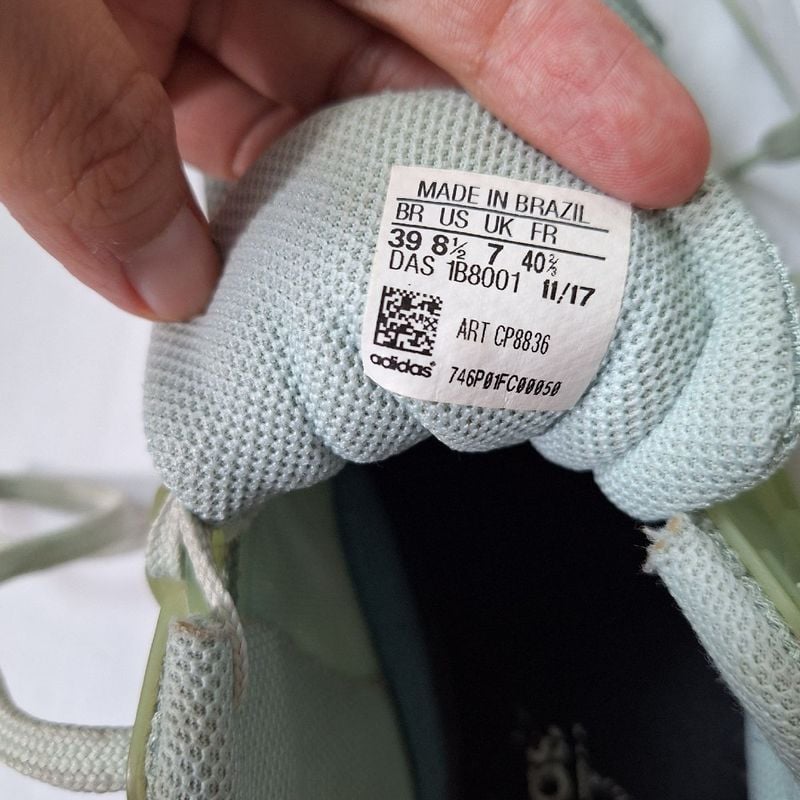 MADE IN BRAZIL
BR US UK FR
39 8½ 7 40⅔
DAS 1B8001 11/17
ART CP8836
adidas
746P01FC00050